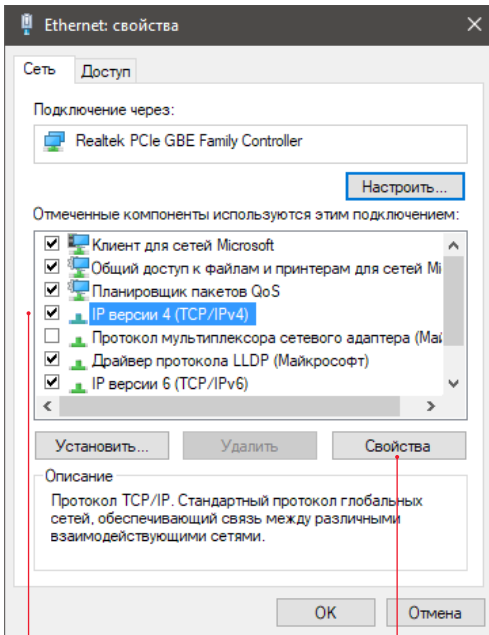 Ethernet: свойства
Сеть Доступ
Подключение через:
Realtek PCIe GBE Family Controller
Настроить...
Отмеченные компоненты используются этим подключением:
Клиент для сетей Microsoft
Общий доступ к файлам и принтерам для сетей Mi
Планировщик пакетов QoS
IP версии 4 (TCP/IPv4)
Протокол мультиплексора сетевого адаптера (Май
Драйвер протокола LLDP (Майкрософт)
IP версии 6 (TCP/IPv6)
Установить... Удалить Свойства
Описание
Протокол TCP/IP. Стандартный протокол глобальных
сетей, обеспечивающий связь между различными
взаимодействующими сетями.
OK Отмена